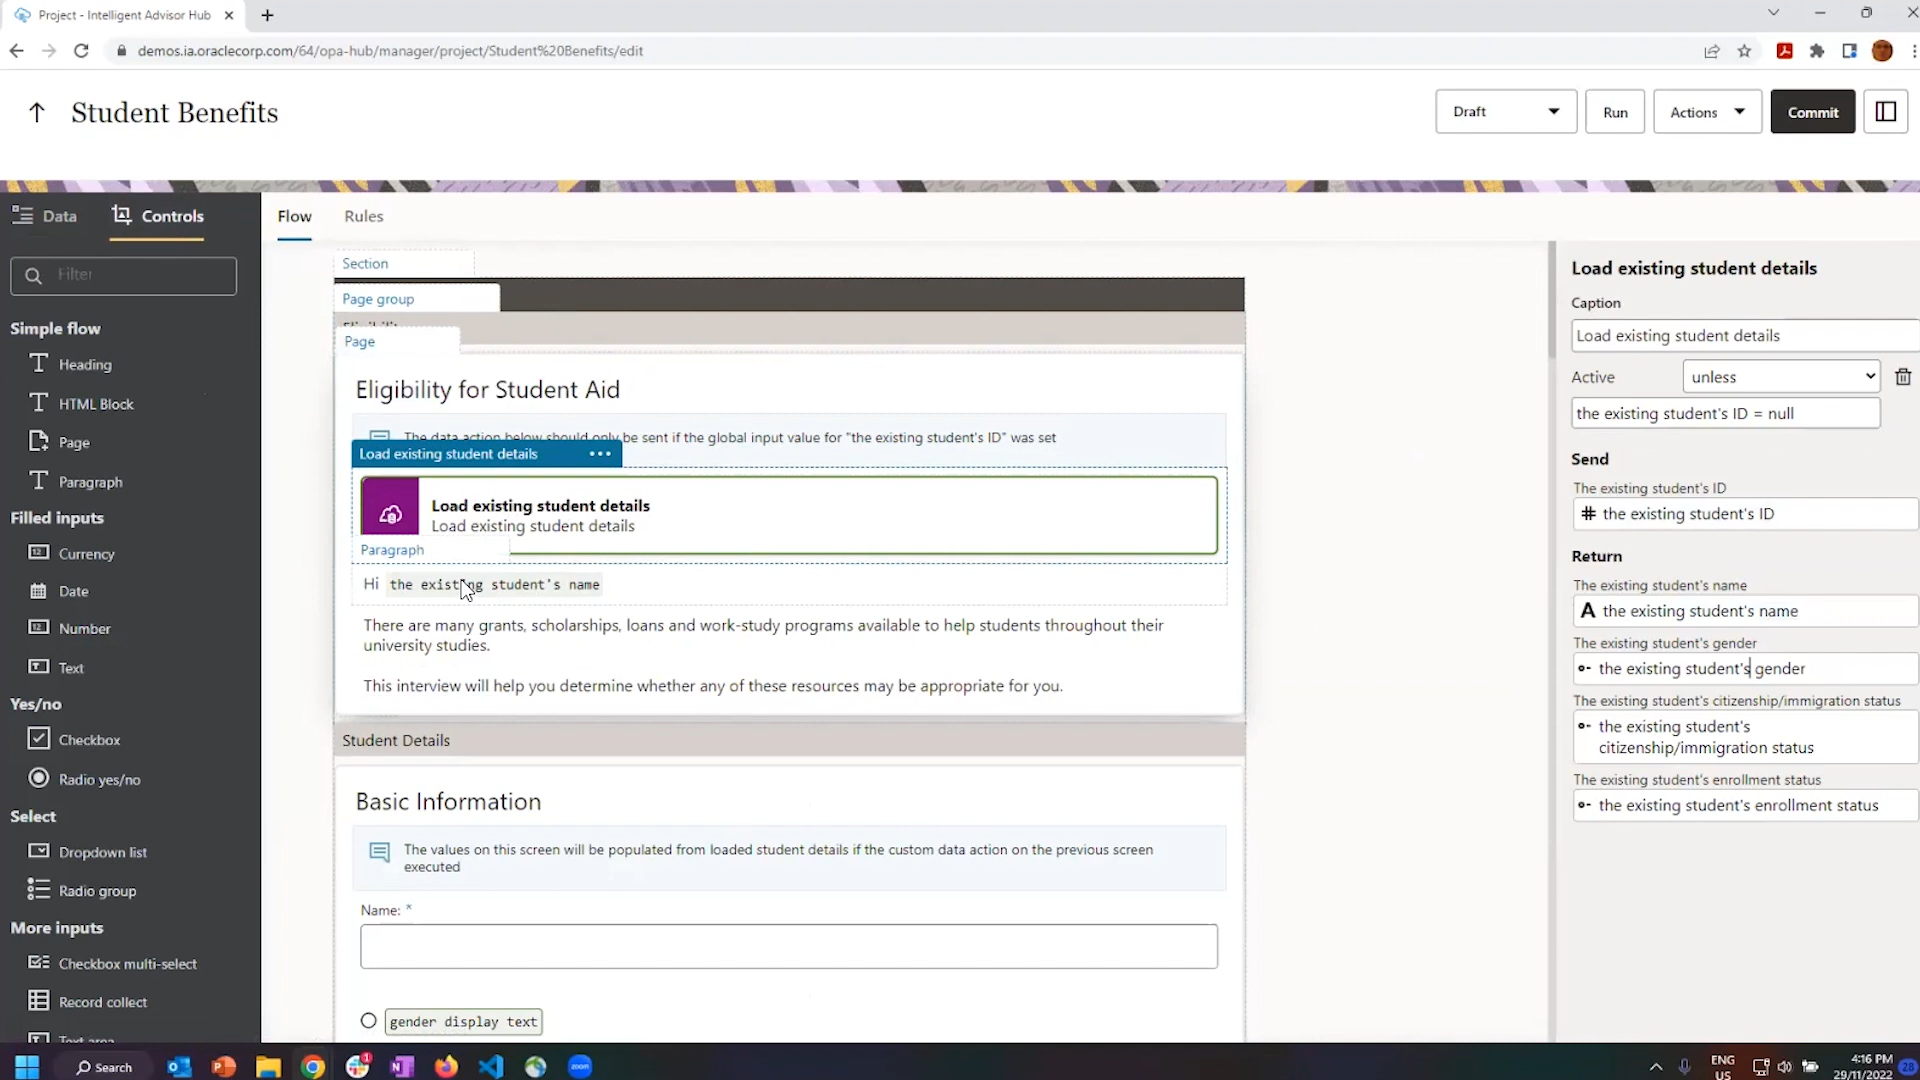 Project - Intelligent Advisor Hub
demos.ia.oraclecorp.com/64/opa-hub/manager/project/Student%20Benefits/edit
Student Benefits
Draft
Run
Actions
Commit
Data
Controls
Flow
Rules
Filter
Simple flow
Heading
HTML Block
Page
Paragraph
Filled inputs
Currency
Date
Number
Text
Yes/no
Checkbox
Radio yes/no
Select
Dropdown list
Radio group
More inputs
Checkbox multi-select
Record collect
Text area
Section
Page group
Eligibility
Page
Eligibility for Student Aid
The data action below should only be sent if the global input value for "the existing student's ID" was set
Load existing student details
Load existing student details
Load existing student details
Paragraph
Hi the existing student's name
There are many grants, scholarships, loans and work-study programs available to help students throughout their
university studies.
This interview will help you determine whether any of these resources may be appropriate for you.
Student Details
Basic Information
The values on this screen will be populated from loaded student details if the custom data action on the previous screen
executed
Name: *
gender display text
Load existing student details
Caption
Load existing student details
Active
unless
the existing student's ID = null
Send
The existing student's ID
# the existing student's ID
Return
The existing student's name
A the existing student's name
The existing student's gender
the existing student's gender
The existing student's citizenship/immigration status
the existing student's
citizenship/immigration status
The existing student's enrollment status
the existing student's enrollment status
Search
1
zoom
ENG
US
4:16 PM
29/11/2022
28